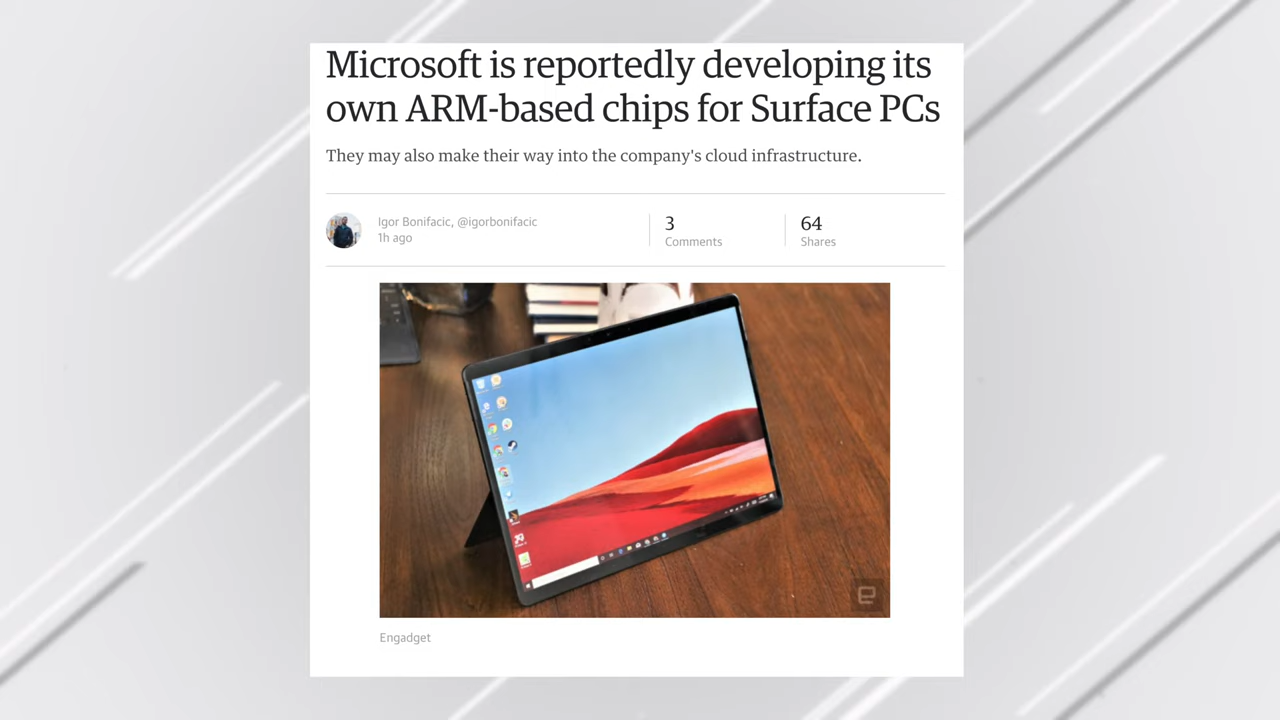 Microsoft is reportedly developing its
own ARM-based chips for Surface PCs
They may also make their way into the company's cloud infrastructure.
Igor Bonifacic, @igorbonifacic
1h ago
3
Comments
64
Shares
Engadget